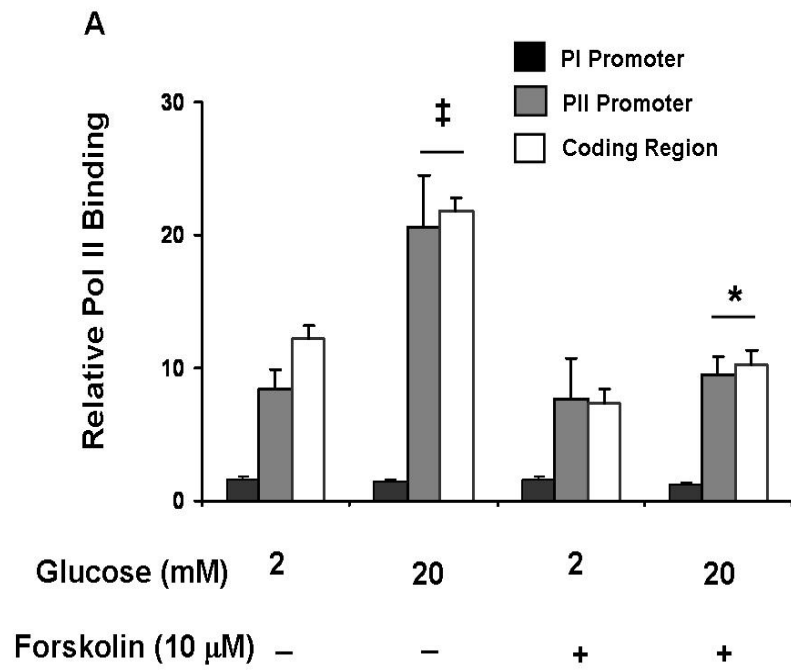 A
PI Promoter
PII Promoter
Coding Region
Relative Pol II Binding
30
20
10
0
‡
*
Glucose (mM) 2 20 2 20
Forskolin (10 μM) – – + +